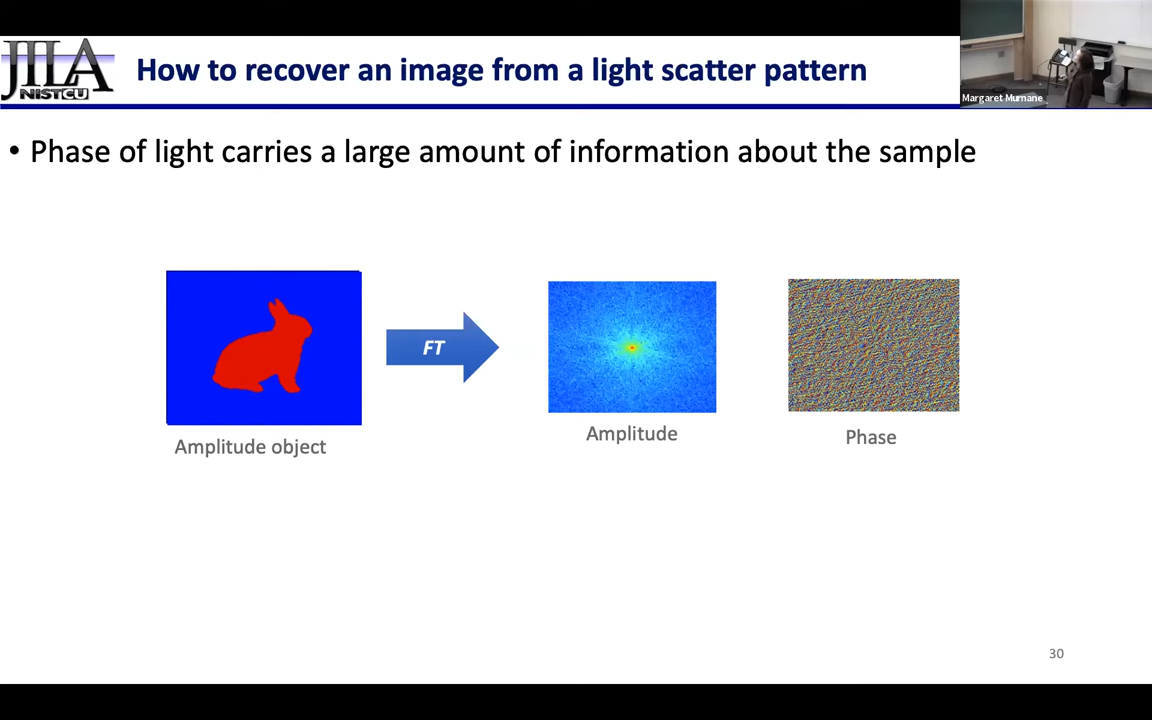 JILA
NIST CU
How to recover an image from a light scatter pattern
Margaret Murnane
• Phase of light carries a large amount of information about the sample
FT
Amplitude object
Amplitude
Phase
30